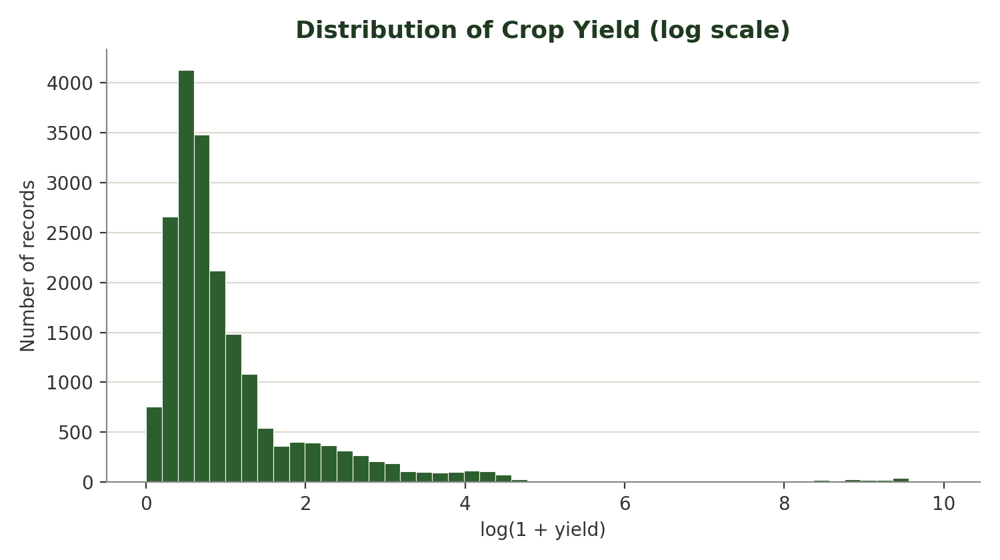 Distribution of Crop Yield (log scale)
Number of records
4000
3500
3000
2500
2000
1500
1000
500
0
0 2 4 6 8 10
log(1 + yield)